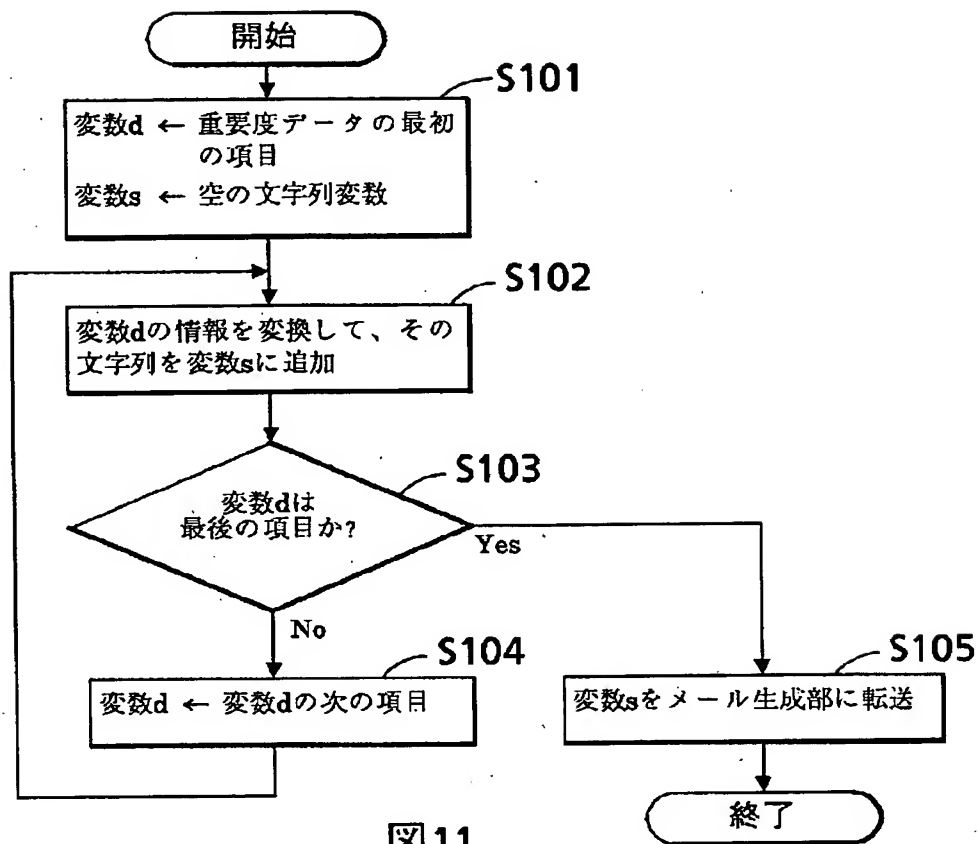 開始
S101
変数d ← 重要度データの最初
の項目
変数s ← 空の文字列変数
S102
変数dの情報を変換して、その
文字列を変数sに追加
S103
変数dは
最後の項目か?
Yes
No
S104
変数d ← 変数dの次の項目
S105
変数sをメール生成部に転送
終了
図11